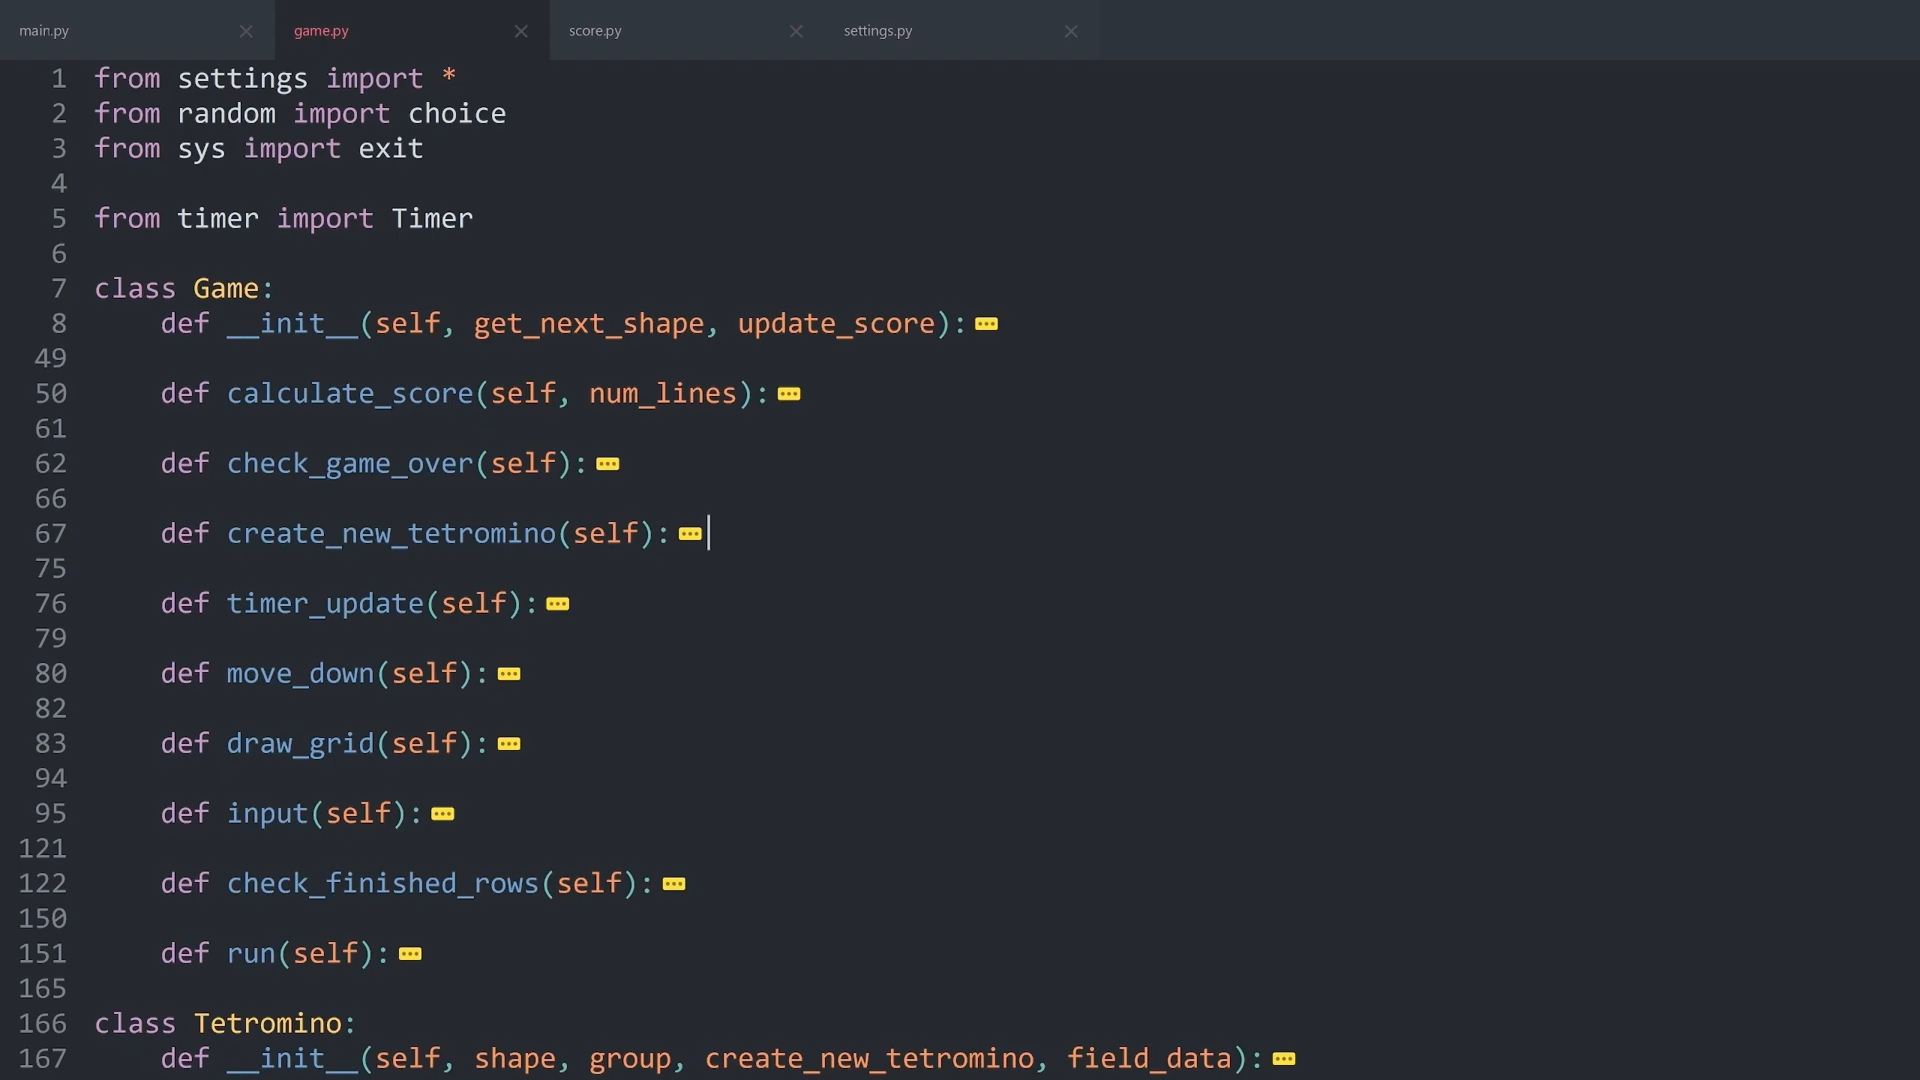 main.py game.py score.py settings.py
1 from settings import *
2 from random import choice
3 from sys import exit
4
5 from timer import Timer
6
7 class Game:
8 def __init__(self, get_next_shape, update_score):
49
50 def calculate_score(self, num_lines):
61
62 def check_game_over(self):
66
67 def create_new_tetromino(self):
75
76 def timer_update(self):
79
80 def move_down(self):
82
83 def draw_grid(self):
94
95 def input(self):
121
122 def check_finished_rows(self):
150
151 def run(self):
165
166 class Tetromino:
167 def __init__(self, shape, group, create_new_tetromino, field_data):